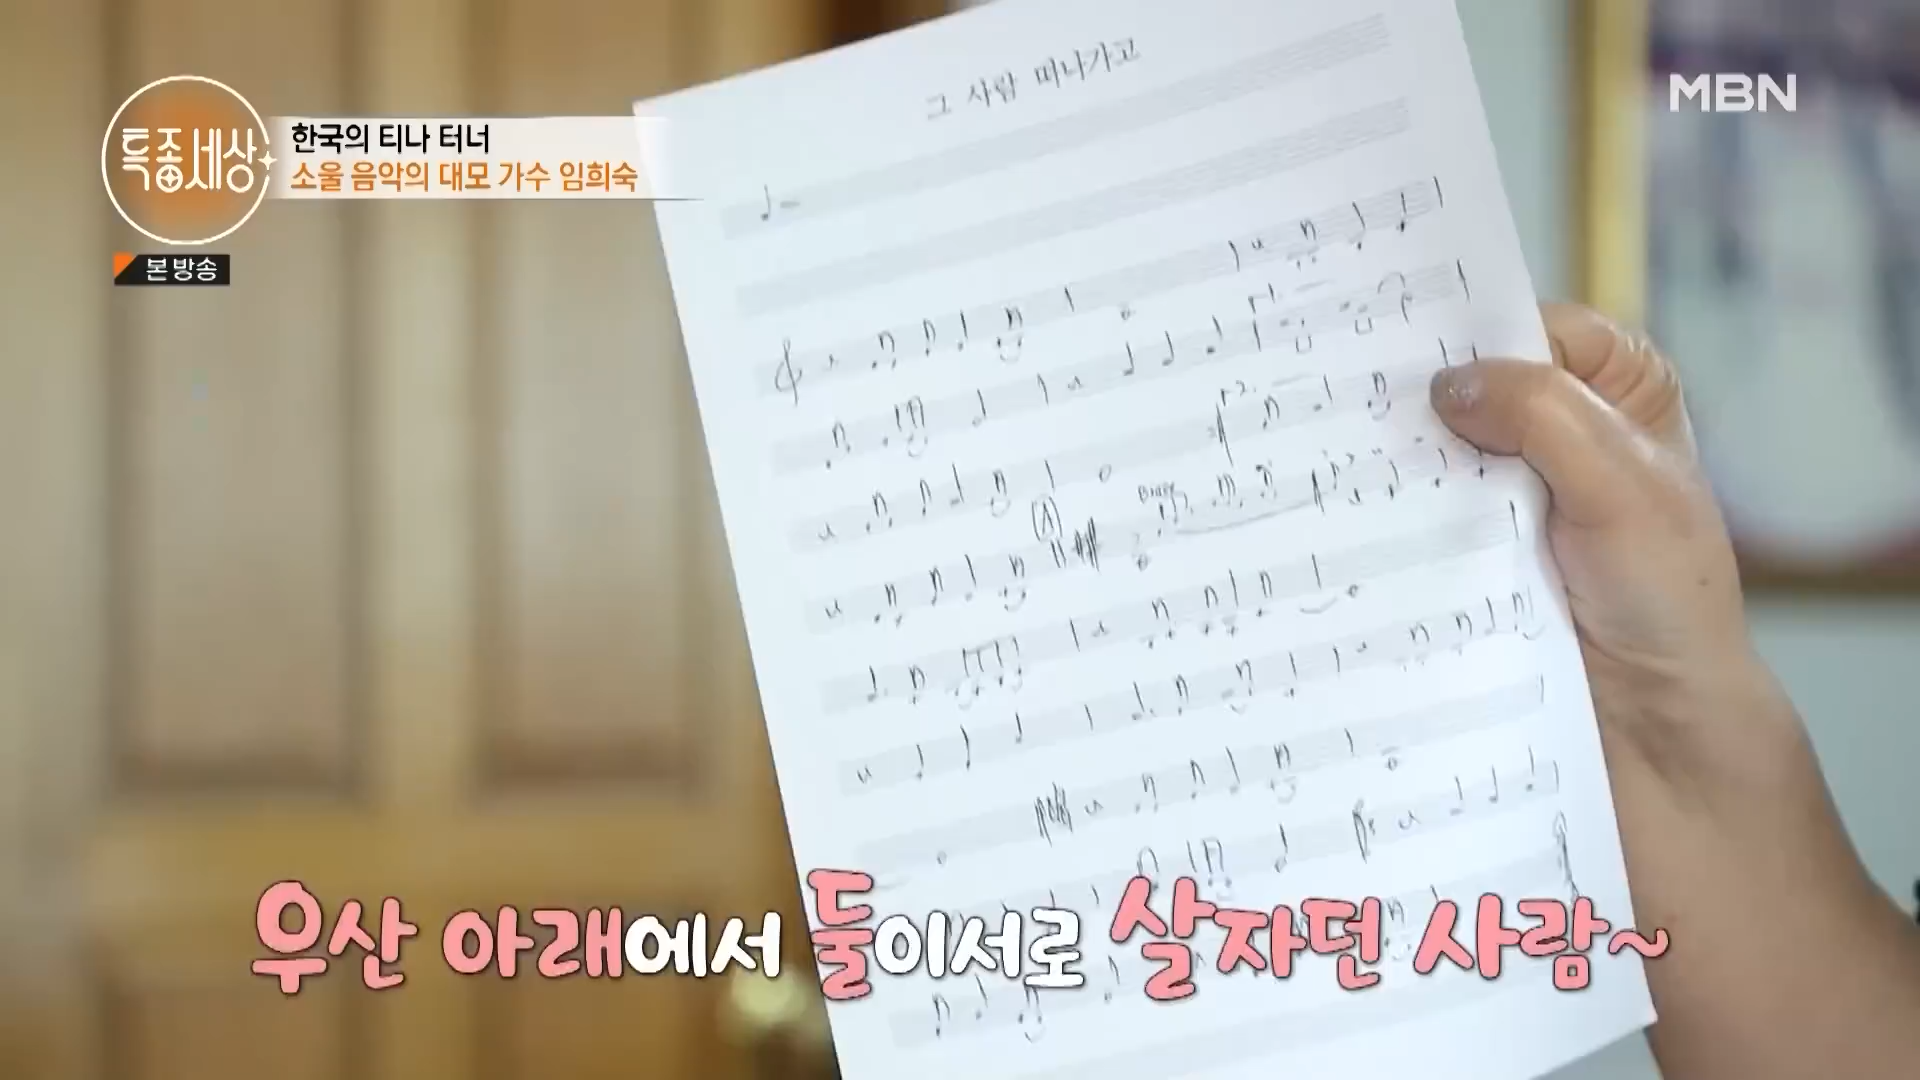 그 사람 떠나가고
MBN
특종세상
한국의 티나 터너
소울 음악의 대모 가수 임희숙
본 방송
우산 아래에서 둘이서로 살자던 사람~